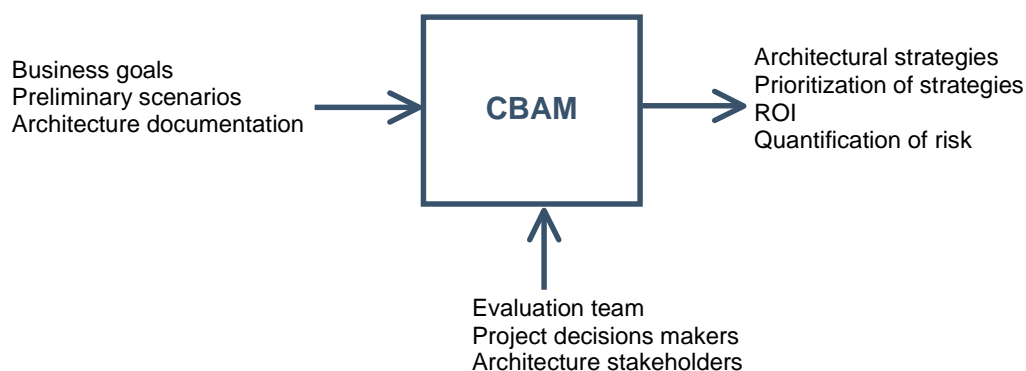 Business goals
Preliminary scenarios
Architecture documentation
CBAM
Architectural strategies
Prioritization of strategies
ROI
Quantification of risk
Evaluation team
Project decisions makers
Architecture stakeholders